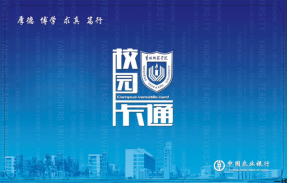 厚德 博学 求真 笃行
校园
卡通
Campus versatile card
中国农业银行